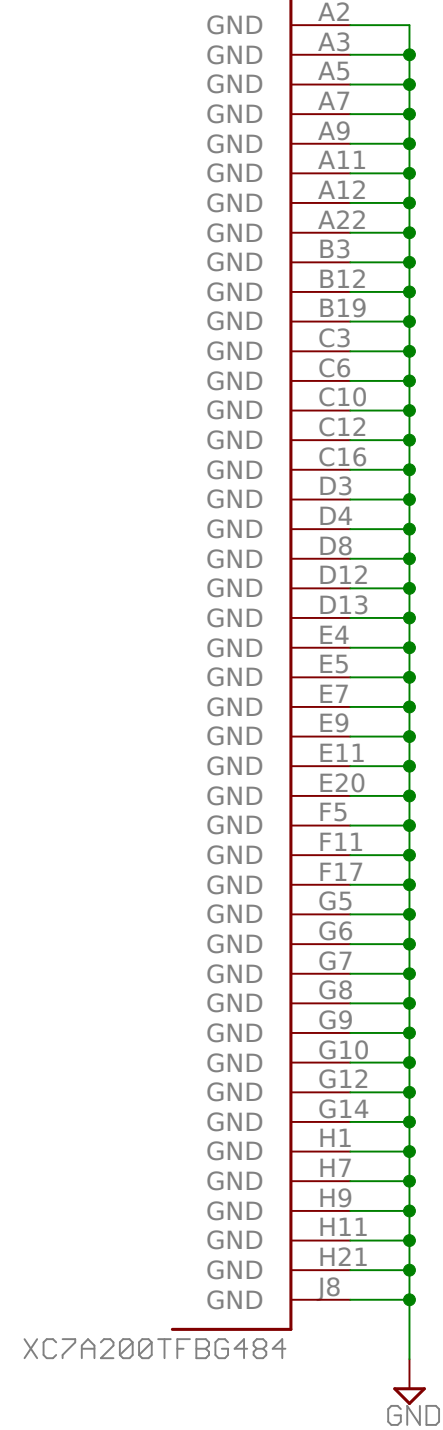 GND A2
GND A3
GND A5
GND A7
GND A9
GND A11
GND A12
GND A22
GND B3
GND B12
GND B19
GND C3
GND C6
GND C10
GND C12
GND C16
GND D3
GND D4
GND D8
GND D12
GND D13
GND E4
GND E5
GND E7
GND E9
GND E11
GND E20
GND F5
GND F11
GND F17
GND G5
GND G6
GND G7
GND G8
GND G9
GND G10
GND G12
GND G14
GND H1
GND H7
GND H9
GND H11
GND H21
GND J8
XC7A200TFBG484
GND